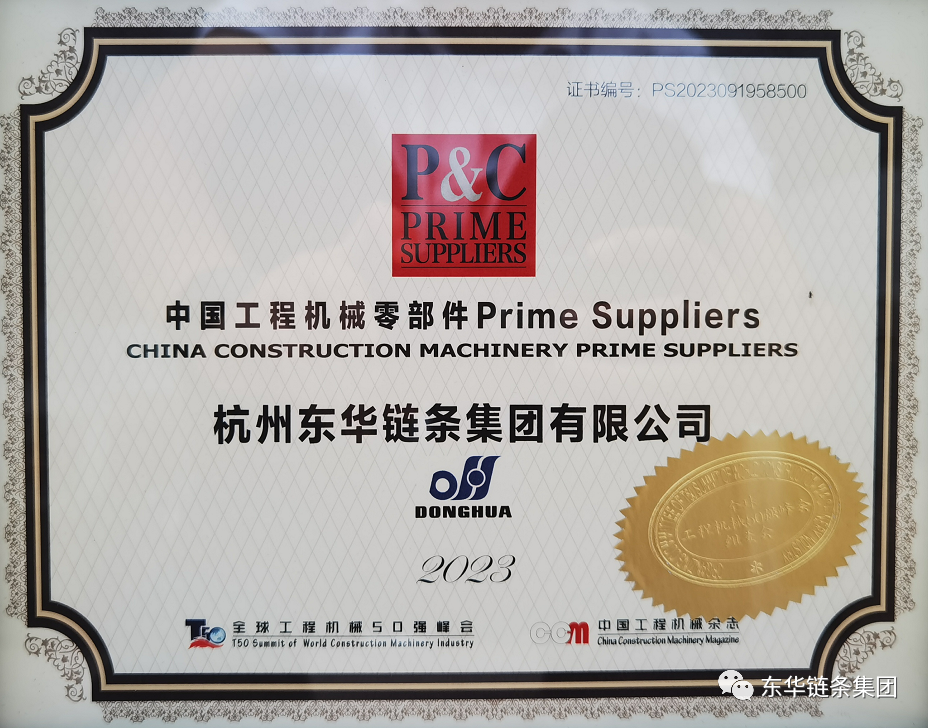 证书编号：PS2023091958500
P&C
PRIME
SUPPLIERS
中国工程机械零部件Prime Suppliers
CHINA CONSTRUCTION MACHINERY PRIME SUPPLIERS
杭州东华链条集团有限公司
DONGHUA
2023
T50 全球工程机械50强峰会
T50 Summit of World Construction Machinery Industry
CCM 中国工程机械杂志
China Construction Machinery Magazine
东华链条集团